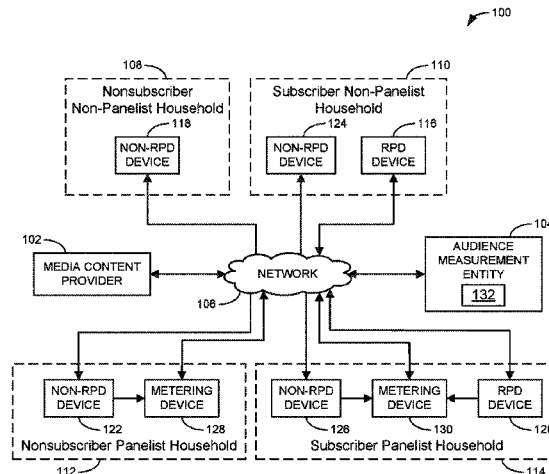 100
108
110
Nonsubscriber
Non-Panelist Household
Subscriber Non-Panelist
Household
118
124
116
NON-RPD
DEVICE
NON-RPD
DEVICE
RPD
DEVICE
102
104
MEDIA CONTENT
PROVIDER
NETWORK
106
AUDIENCE
MEASUREMENT
ENTITY
132
NON-RPD
DEVICE
METERING
DEVICE
NON-RPD
DEVICE
METERING
DEVICE
RPD
DEVICE
122
128
126
130
120
Nonsubscriber Panelist Household
Subscriber Panelist Household
112
114